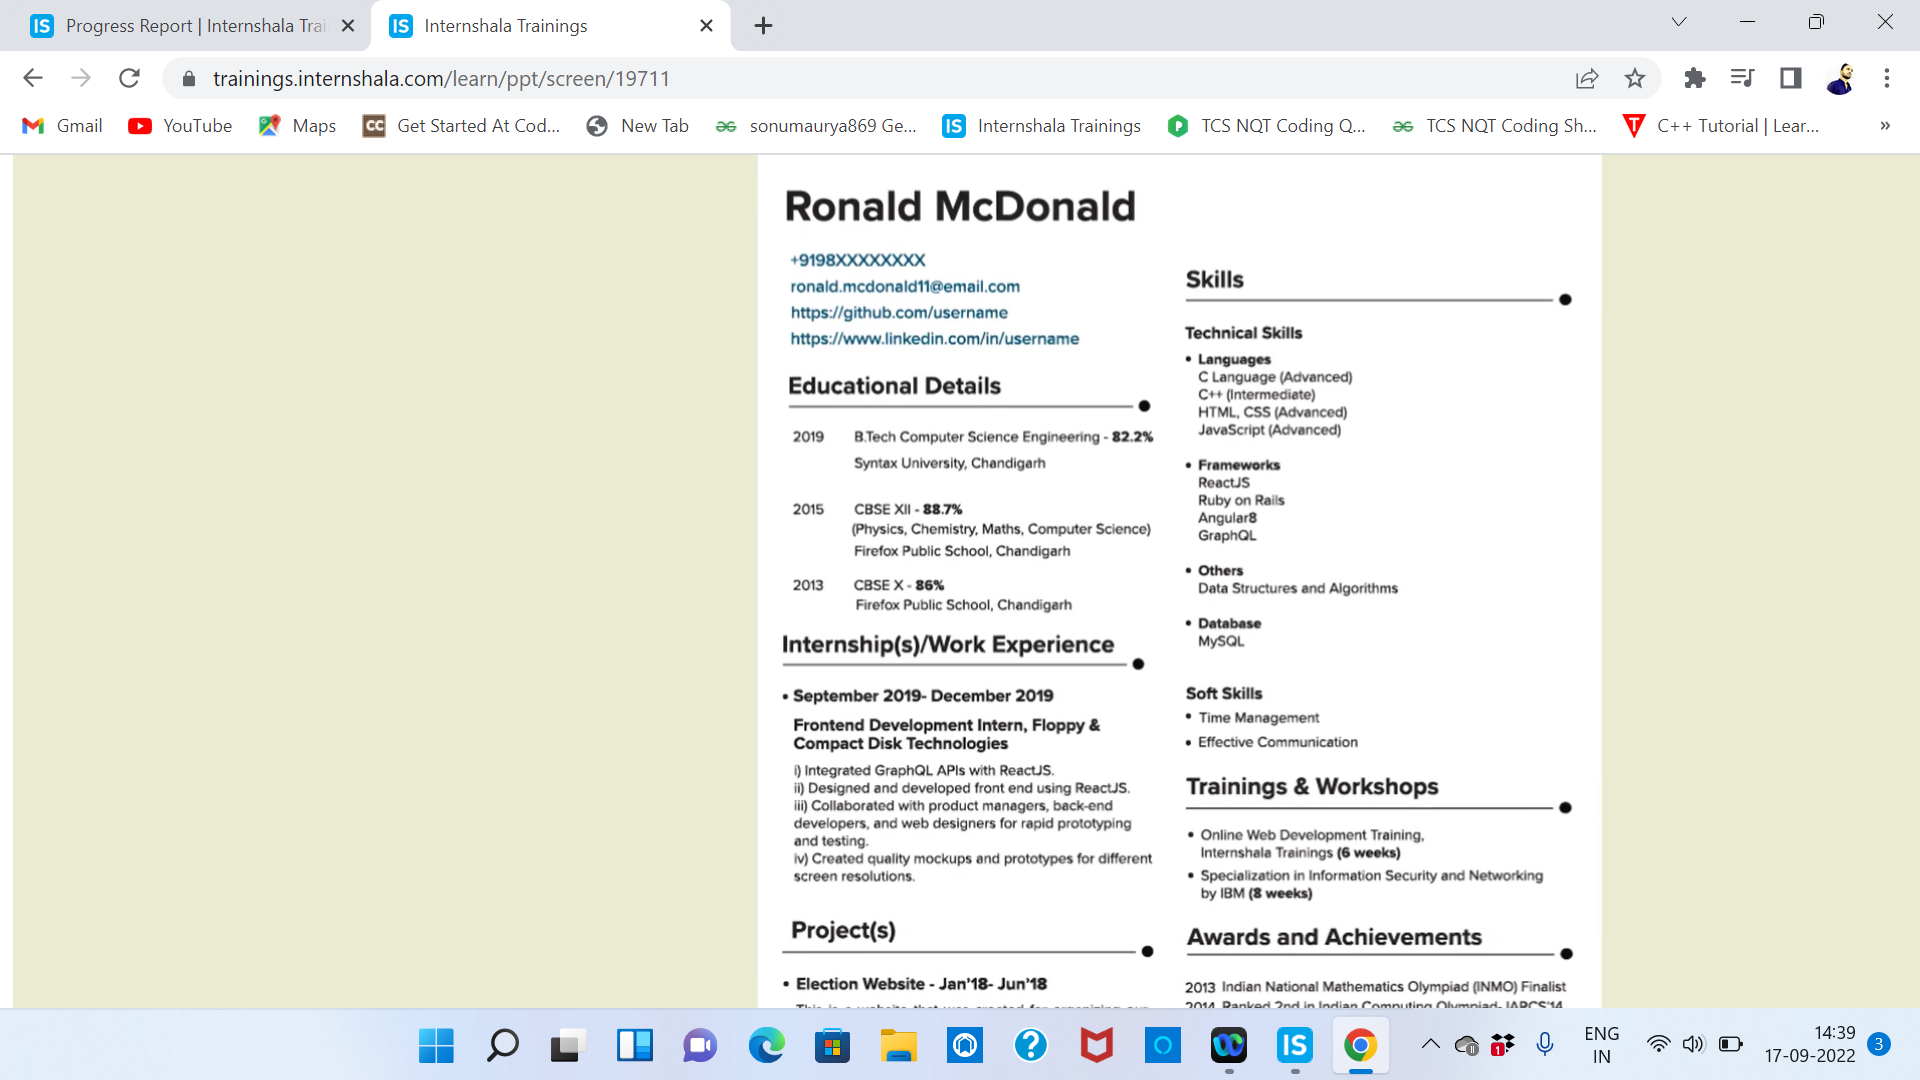 Progress Report | Internshala Trai
Internshala Trainings
trainings.internshala.com/learn/ppt/screen/19711
Gmail
YouTube
Maps
Get Started At Cod...
New Tab
sonumaurya869 Ge...
Internshala Trainings
TCS NQT Coding Q...
TCS NQT Coding Sh...
C++ Tutorial | Lear...
Ronald McDonald
+9198XXXXXXXX
ronald.mcdonald11@email.com
https://github.com/username
https://www.linkedin.com/in/username
Educational Details
2019 B.Tech Computer Science Engineering - 82.2%
Syntax University, Chandigarh
2015 CBSE XII - 88.7%
(Physics, Chemistry, Maths, Computer Science)
Firefox Public School, Chandigarh
2013 CBSE X - 86%
Firefox Public School, Chandigarh
Internship(s)/Work Experience
• September 2019- December 2019
Frontend Development Intern, Floppy &
Compact Disk Technologies
i) Integrated GraphQL APIs with ReactJS.
ii) Designed and developed front end using ReactJS.
iii) Collaborated with product managers, back-end
developers, and web designers for rapid prototyping
and testing.
iv) Created quality mockups and prototypes for different
screen resolutions.
Project(s)
• Election Website - Jan'18- Jun'18
Skills
Technical Skills
• Languages
C Language (Advanced)
C++ (Intermediate)
HTML, CSS (Advanced)
JavaScript (Advanced)
• Frameworks
ReactJS
Ruby on Rails
Angular8
GraphQL
• Others
Data Structures and Algorithms
• Database
MySQL
Soft Skills
• Time Management
• Effective Communication
Trainings & Workshops
• Online Web Development Training,
Internshala Trainings (6 weeks)
• Specialization in Information Security and Networking
by IBM (8 weeks)
Awards and Achievements
2013 Indian National Mathematics Olympiad (INMO) Finalist
2014 Ranked 2nd in Indian Computing Olympiad- IARCS'14
ENG
IN
14:39
17-09-2022
3